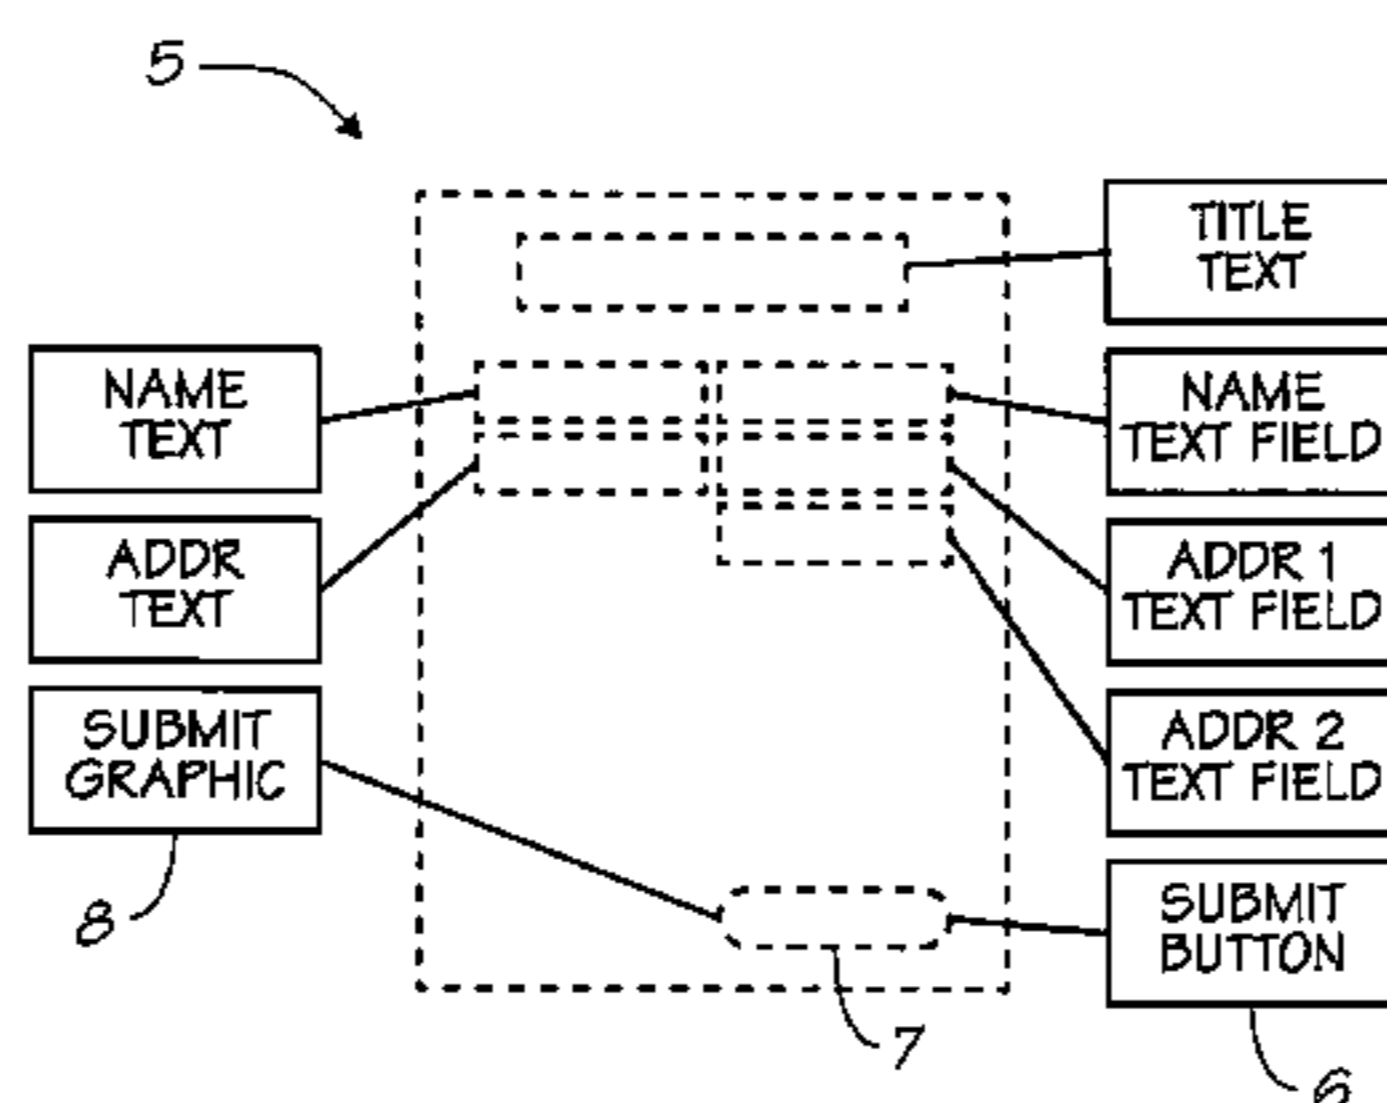 5
TITLE
TEXT
NAME
TEXT
NAME
TEXT FIELD
ADDR
TEXT
ADDR 1
TEXT FIELD
SUBMIT
GRAPHIC
ADDR 2
TEXT FIELD
8
SUBMIT
BUTTON
7
6